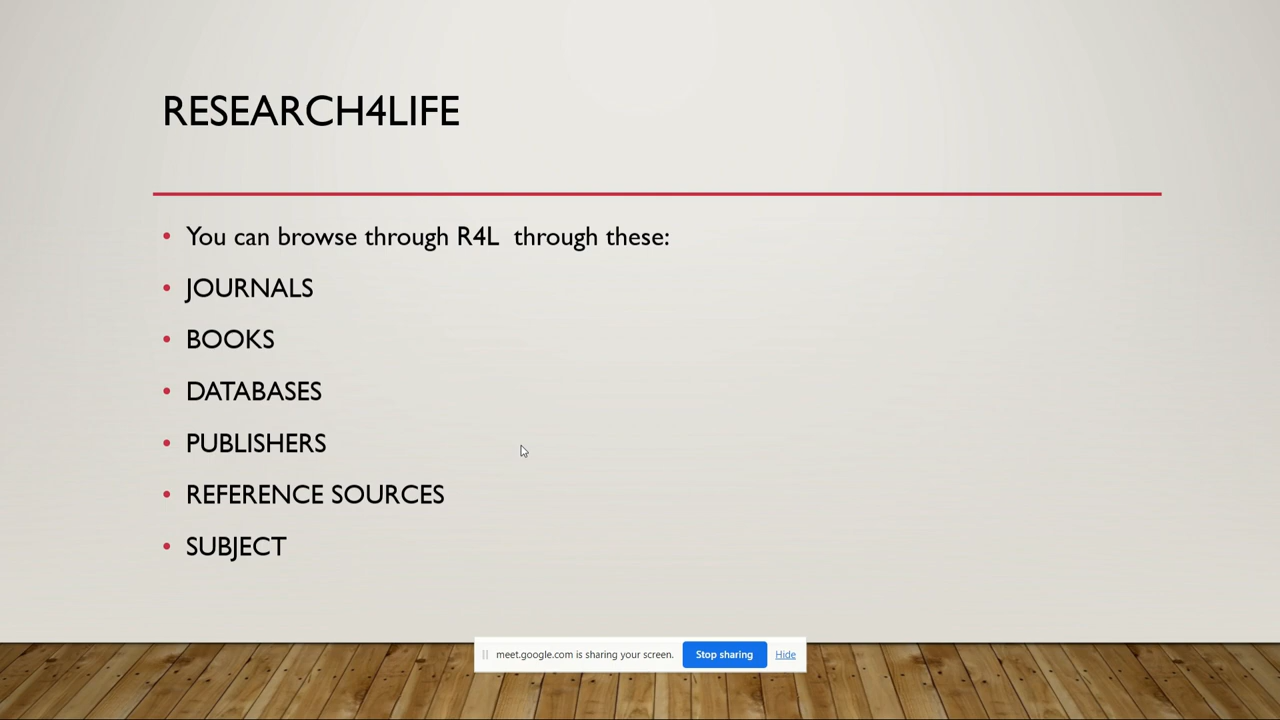 RESEARCH4LIFE
• You can browse through R4L through these:
• JOURNALS
• BOOKS
• DATABASES
• PUBLISHERS
• REFERENCE SOURCES
• SUBJECT
meet.google.com is sharing your screen. Stop sharing Hide